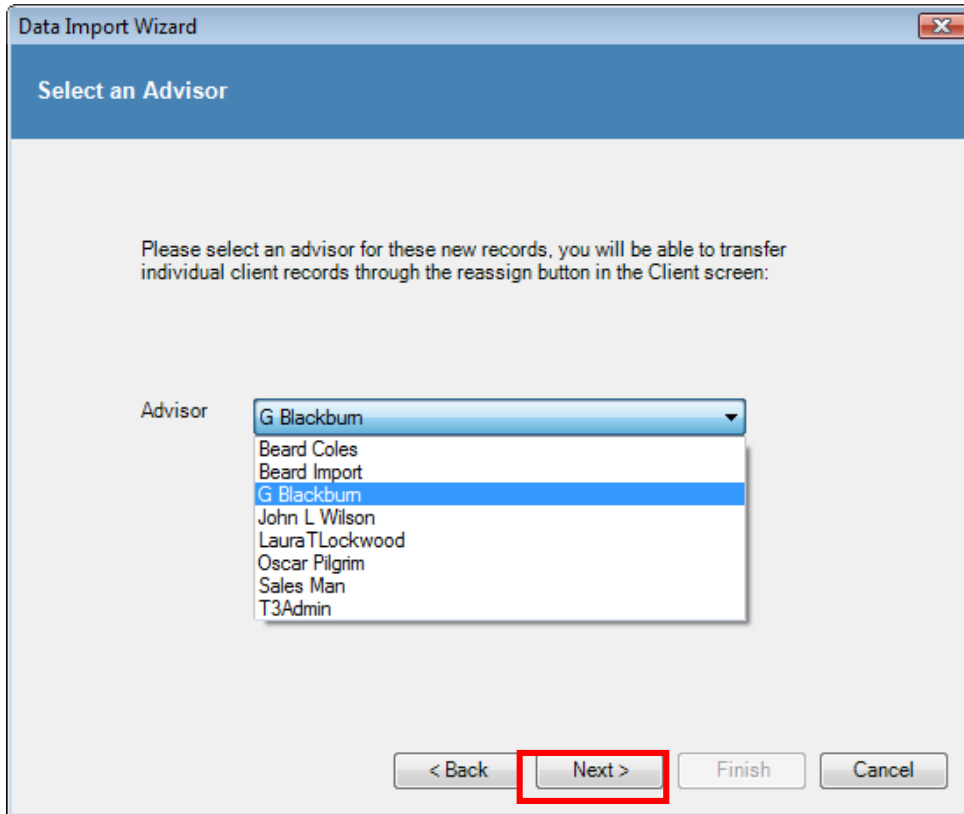 Data Import Wizard
Select an Advisor
Please select an advisor for these new records, you will be able to transfer
individual client records through the reassign button in the Client screen:
Advisor
G Blackburn
Beard Coles
Beard Import
G Blackburn
John L Wilson
LauraTLockwood
Oscar Pilgrim
Sales Man
T3Admin
< Back Next > Finish Cancel